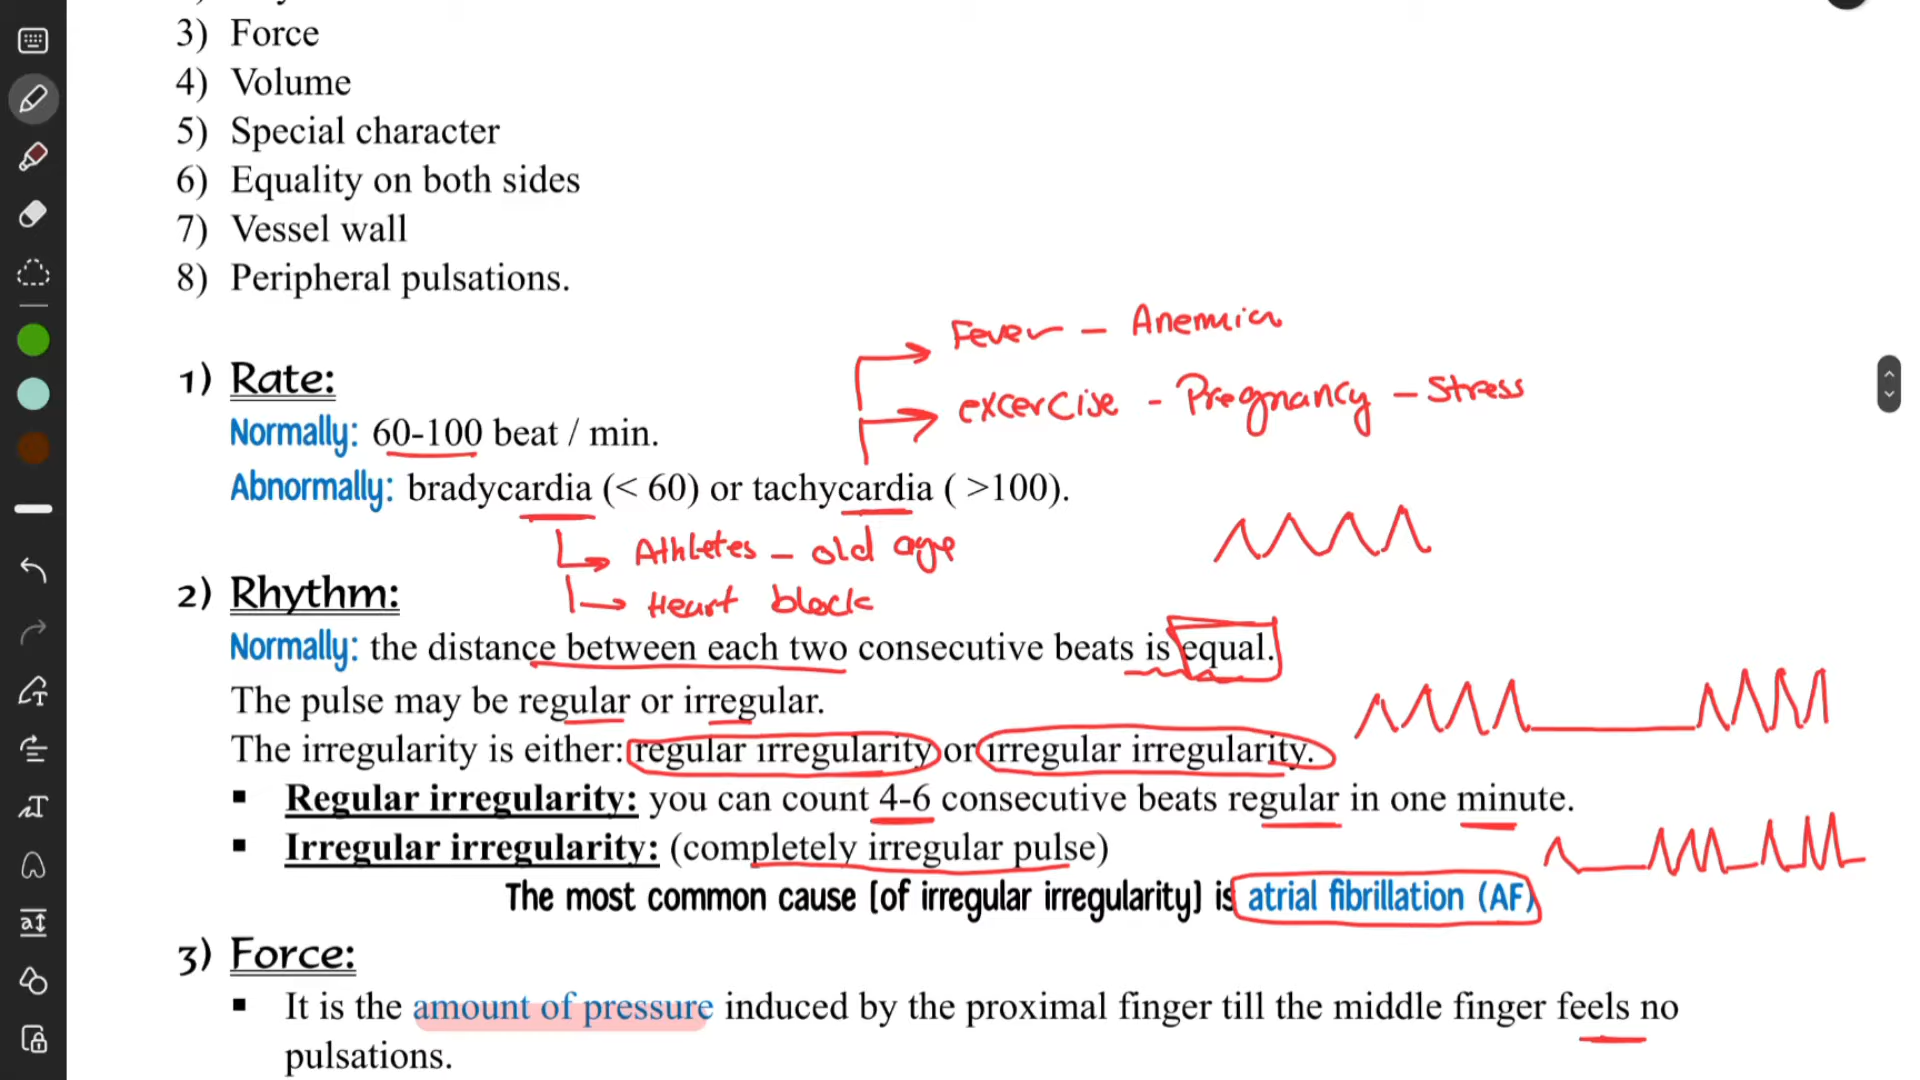 3) Force
4) Volume
5) Special character
6) Equality on both sides
7) Vessel wall
8) Peripheral pulsations.
Fever - Anemia
1) Rate:
excercise - Pregnancy - Stress
Normally: 60-100 beat / min.
Abnormally: bradycardia (< 60) or tachycardia ( >100).
Athletes - old age
2) Rhythm:
Heart block
Normally: the distance between each two consecutive beats is equal.
The pulse may be regular or irregular.
The irregularity is either: regular irregularity or irregular irregularity.
▪ Regular irregularity: you can count 4-6 consecutive beats regular in one minute.
▪ Irregular irregularity: (completely irregular pulse)
The most common cause [of irregular irregularity] is atrial fibrillation (AF)
3) Force:
▪ It is the amount of pressure induced by the proximal finger till the middle finger feels no
pulsations.